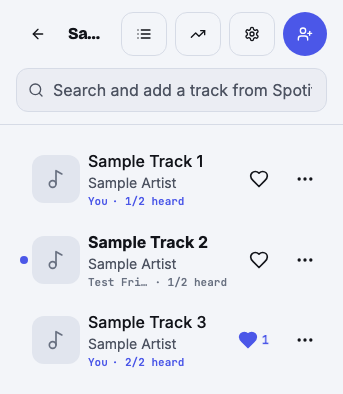 Sa...
Search and add a track from Spoti
Sample Track 1
Sample Artist
You · 1/2 heard
Sample Track 2
Sample Artist
Test Fri… · 1/2 heard
Sample Track 3
1
Sample Artist
You · 2/2 heard